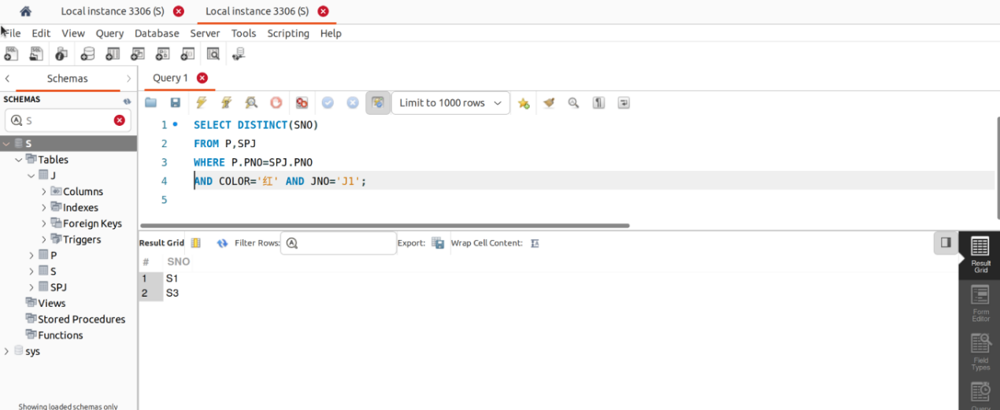 Local instance 3306 (S) Local instance 3306 (S)
File Edit View Query Database Server Tools Scripting Help
Schemas Query 1
SCHEMAS
S
Limit to 1000 rows
S
Tables
J
Columns
Indexes
Foreign Keys
Triggers
P
S
SPJ
Views
Stored Procedures
Functions
sys
Showing loaded schemas only
1 SELECT DISTINCT(SNO)
2 FROM P,SPJ
3 WHERE P.PNO=SPJ.PNO
4 AND COLOR='红' AND JNO='J1';
5
Result Grid Filter Rows: Export: Wrap Cell Content:
# SNO
1 S1
2 S3
Result
Grid
Form
Editor
Field
Types
Query